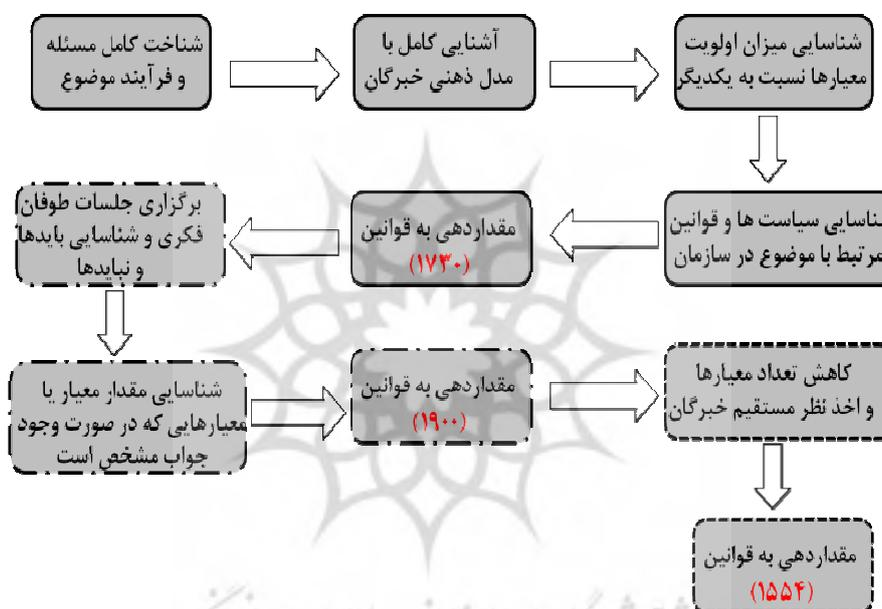 شناخت کامل مسئله
و فرآیند موضوع
آشنایی کامل با
مدل ذهنی خبرگان
شناسایی میزان اولویت
معیارها نسبت به یکدیگر
ناسایی سیاست ها و قوانین
مرتبط با موضوع در سازمان
مقداردهی به قوانین
(۱۷۳۰)
برگزاری جلسات طوفان
فکری و شناسایی بایدها
و نبایدها
شناسایی مقدار معیار یا
معیارهایی که در صورت وجود
جواب مشخص است
مقداردهی به قوانین
(۱۹۰۰)
کاهش تعداد معیارها
و اخذ نظر مستقیم خبرگان
مقداردهی به قوانین
(۱۵۵۴)